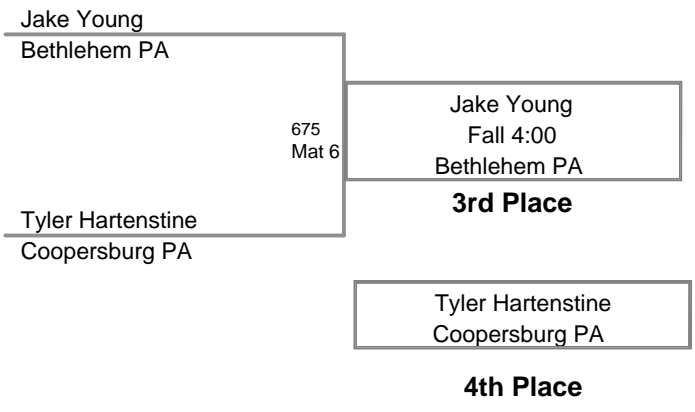 Jake Young
Bethlehem PA
675
Mat 6
Jake Young
Fall 4:00
Bethlehem PA
3rd Place
Tyler Hartenstine
Coopersburg PA
Tyler Hartenstine
Coopersburg PA
4th Place